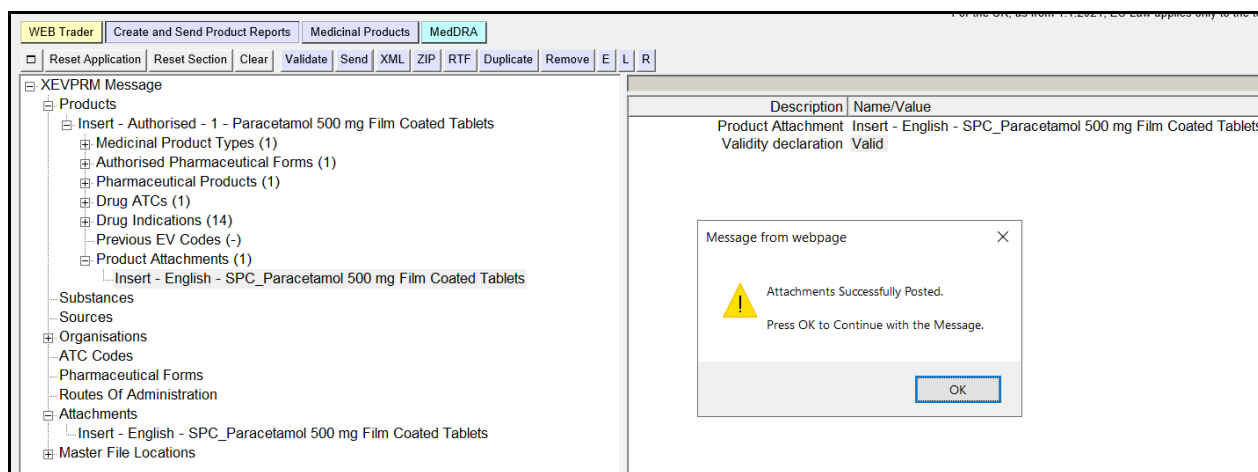 WEB Trader Create and Send Product Reports Medicinal Products MedDRA
Reset Application Reset Section Clear Validate Send XML ZIP RTF Duplicate Remove E L R
XEVPRM Message
Products
Insert - Authorised - 1 - Paracetamol 500 mg Film Coated Tablets
Medicinal Product Types (1)
Authorised Pharmaceutical Forms (1)
Pharmaceutical Products (1)
Drug ATCs (1)
Drug Indications (14)
Previous EV Codes (-)
Product Attachments (1)
Insert - English - SPC_Paracetamol 500 mg Film Coated Tablets
Substances
Sources
Organisations
ATC Codes
Pharmaceutical Forms
Routes Of Administration
Attachments
Insert - English - SPC_Paracetamol 500 mg Film Coated Tablets
Master File Locations
Description Name/Value
Product Attachment Insert - English - SPC_Paracetamol 500 mg Film Coated Tablets
Validity declaration Valid
Message from webpage
Attachments Successfully Posted.
Press OK to Continue with the Message.
OK